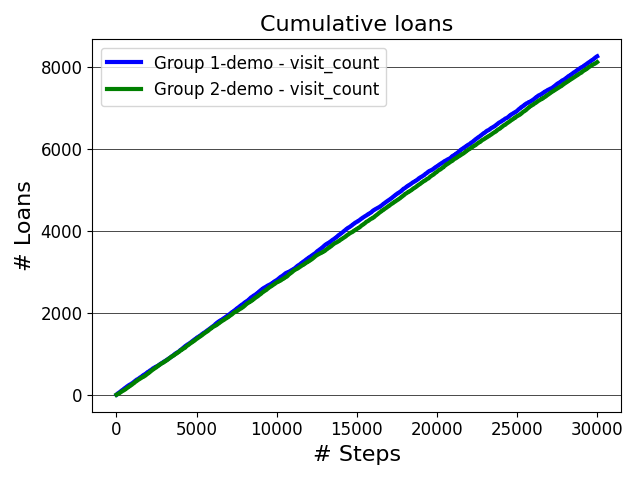 Cumulative loans
Group 1-demo - visit_count
Group 2-demo - visit_count
# Loans
8000
6000
4000
2000
0
0 5000 10000 15000 20000 25000 30000
# Steps